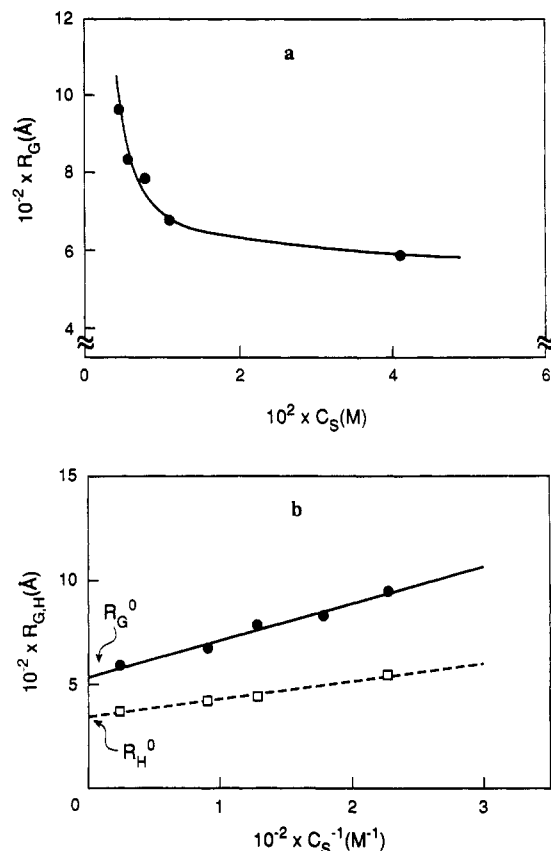 a
12
10
8
6
4
0
2
4
6
10⁻² x R_G(Å)
10² x C_S(M)
b
15
10
5
0
1
2
3
R_G⁰
R_H⁰
10⁻² x R_G,H(Å)
10⁻² x C_S⁻¹(M⁻¹)